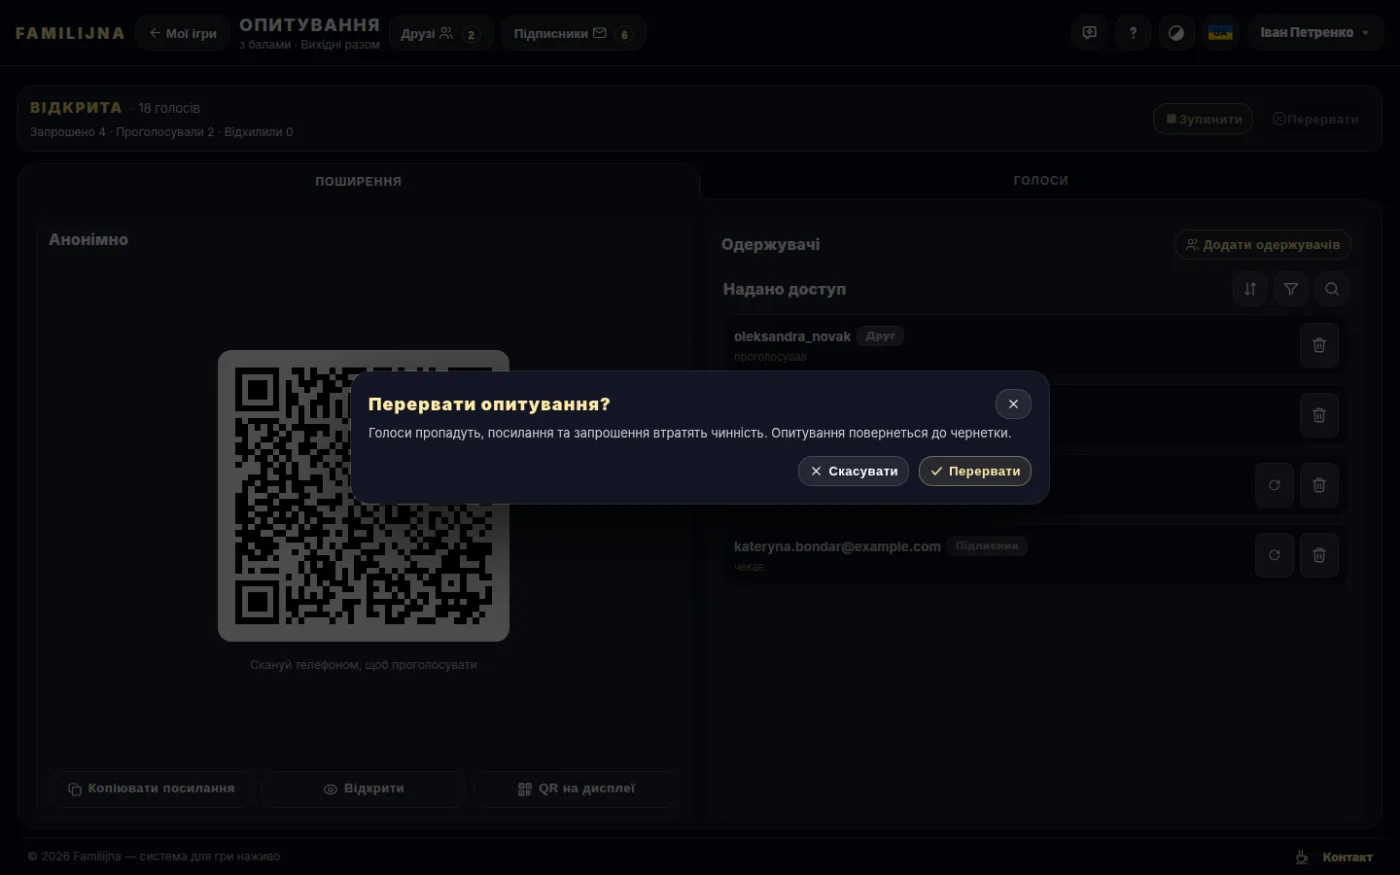 FAMILIJNA
Мої ігри
ОПИТУВАННЯ
з балами · Вихідні разом
Друзі 2
Підписники 6
?
Іван Петренко
ВІДКРИТА · 18 голосів
Запрошено 4 · Проголосували 2 · Відхилили 0
Зупинити
Перервати
ПОШИРЕННЯ
ГОЛОСИ
Анонімно
Одержувачі
Додати одержувачів
Надано доступ
oleksandra_novak Друг
проголосував
Перервати опитування?
Голоси пропадуть, посилання та запрошення втратять чинність. Опитування повернеться до чернетки.
Скасувати
Перервати
kateryna.bondar@example.com Підписник
чекає
Скануй телефоном, щоб проголосувати
Копіювати посилання
Відкрити
QR на дисплеї
© 2026 Familijna — система для гри наживо
Контакт